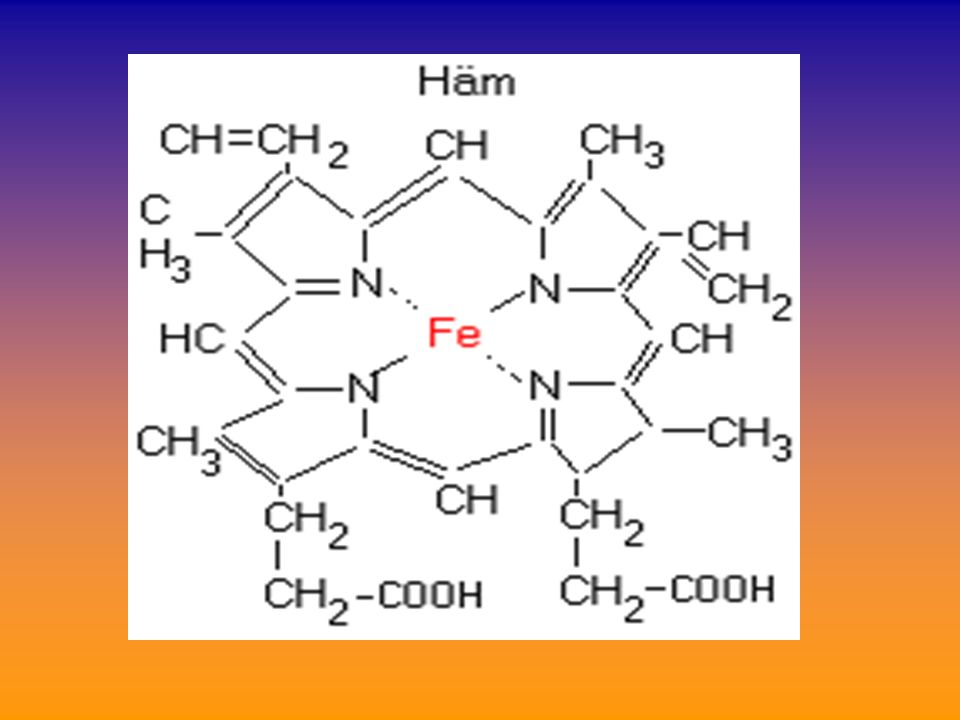 Häm
CH=CH2 CH CH3
C
H3
CH
CH2
N N
Fe
HC CH
N N
CH3 CH3
CH
CH2 CH2
CH2-COOH CH2-COOH